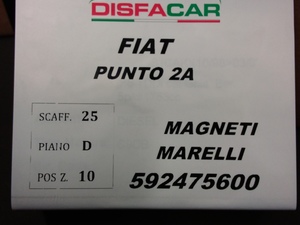 DISFACAR
FIAT
PUNTO 2A
SCAFF. 25
PIANO D
POS Z. 10
MAGNETI
MARELLI
592475600